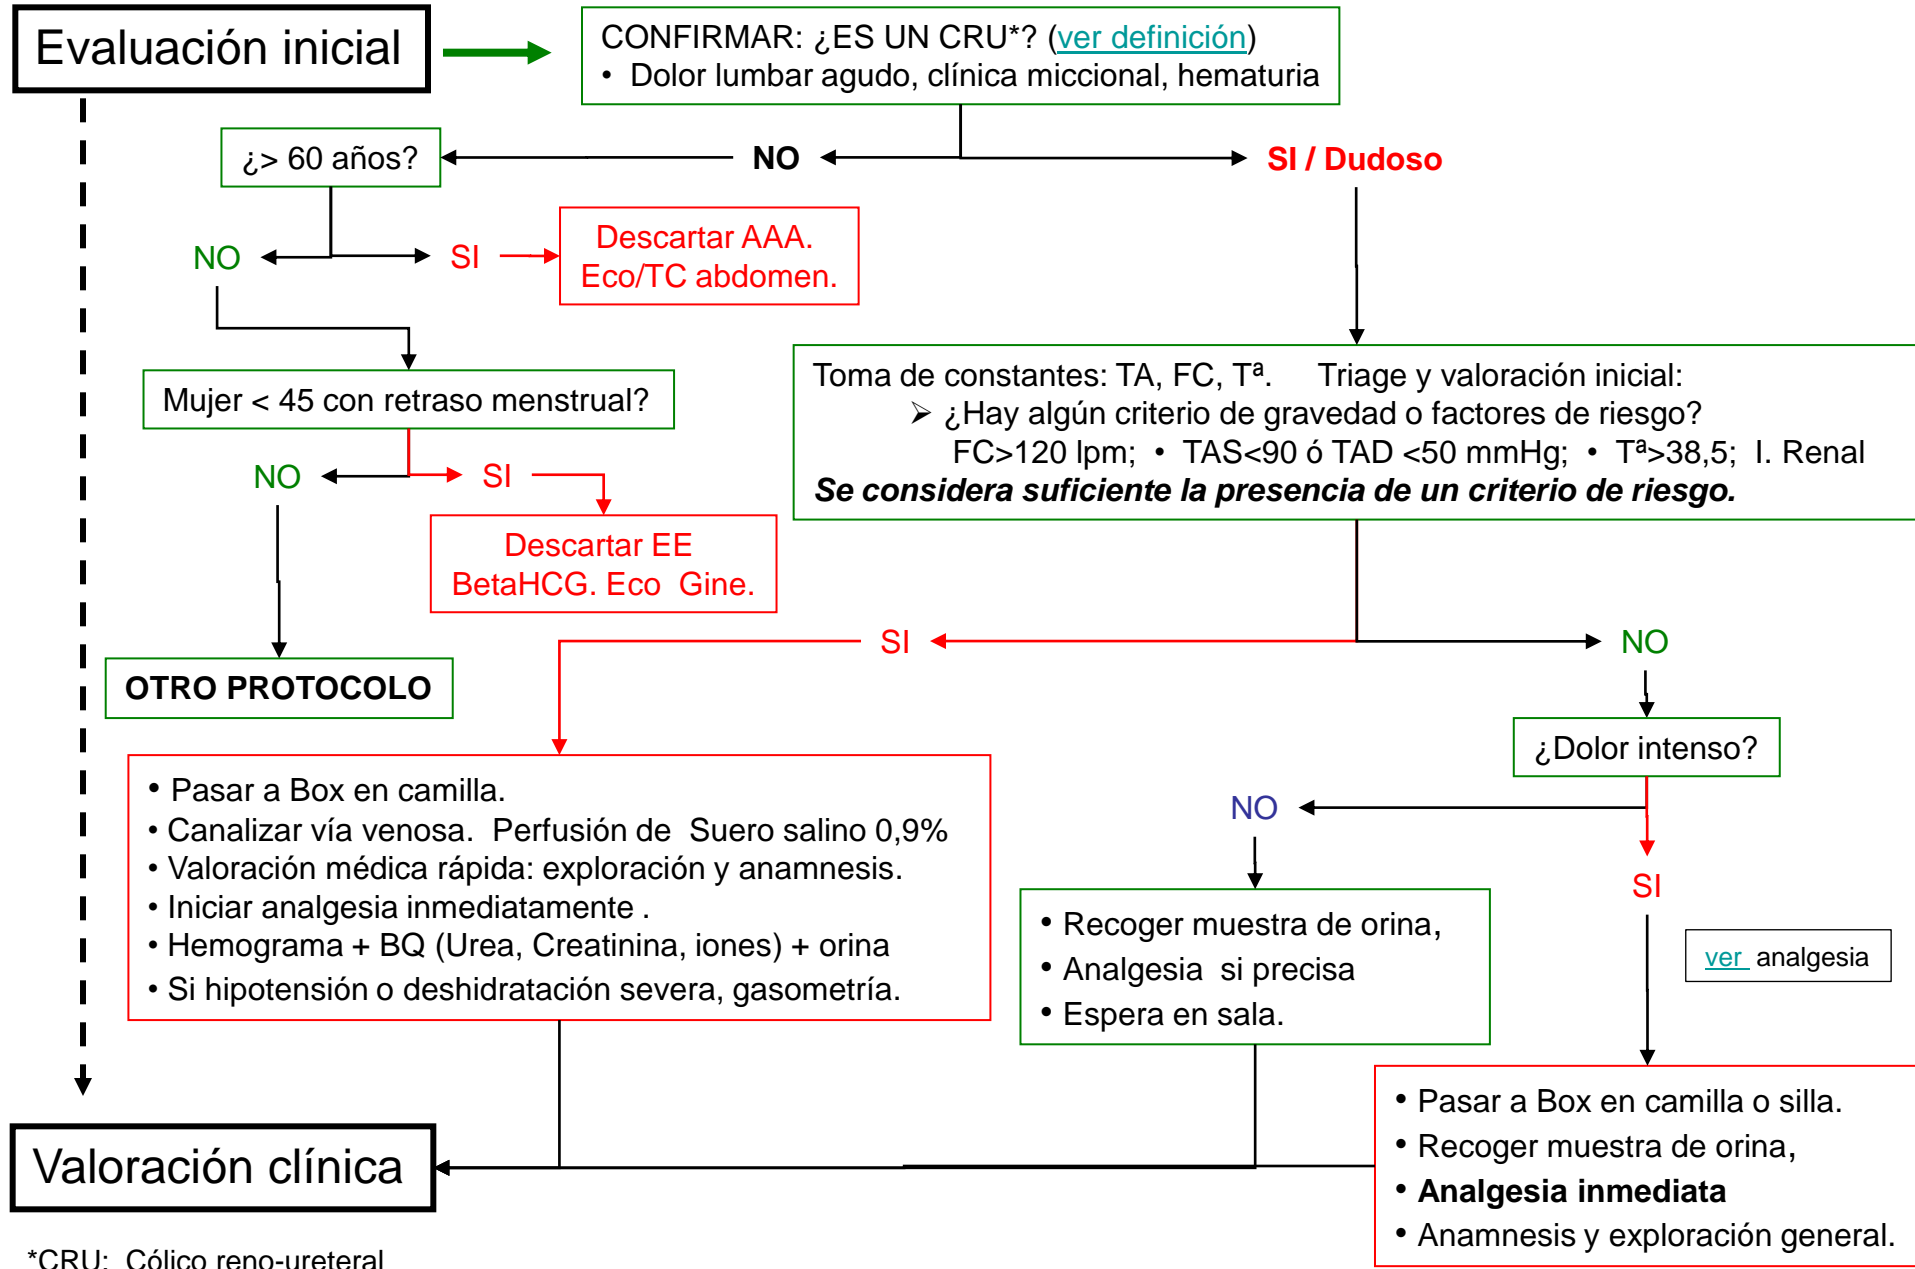 Evaluación inicial
CONFIRMAR: ¿ES UN CRU*? (ver definición)
• Dolor lumbar agudo, clínica miccional, hematuria
¿> 60 años?
NO
SI / Dudoso
NO
SI
Descartar AAA.
Eco/TC abdomen.
Mujer < 45 con retraso menstrual?
Toma de constantes: TA, FC, Tª. Triage y valoración inicial:
➢ ¿Hay algún criterio de gravedad o factores de riesgo?
FC>120 lpm; • TAS<90 ó TAD <50 mmHg; • Tª>38,5; I. Renal
Se considera suficiente la presencia de un criterio de riesgo.
NO
SI
Descartar EE
BetaHCG. Eco Gine.
SI
NO
OTRO PROTOCOLO
¿Dolor intenso?
• Pasar a Box en camilla.
• Canalizar vía venosa. Perfusión de Suero salino 0,9%
• Valoración médica rápida: exploración y anamnesis.
• Iniciar analgesia inmediatamente .
• Hemograma + BQ (Urea, Creatinina, iones) + orina
• Si hipotensión o deshidratación severa, gasometría.
NO
SI
• Recoger muestra de orina,
• Analgesia si precisa
• Espera en sala.
ver analgesia
• Pasar a Box en camilla o silla.
• Recoger muestra de orina,
• Analgesia inmediata
• Anamnesis y exploración general.
Valoración clínica
*CRU: Cólico reno-ureteral